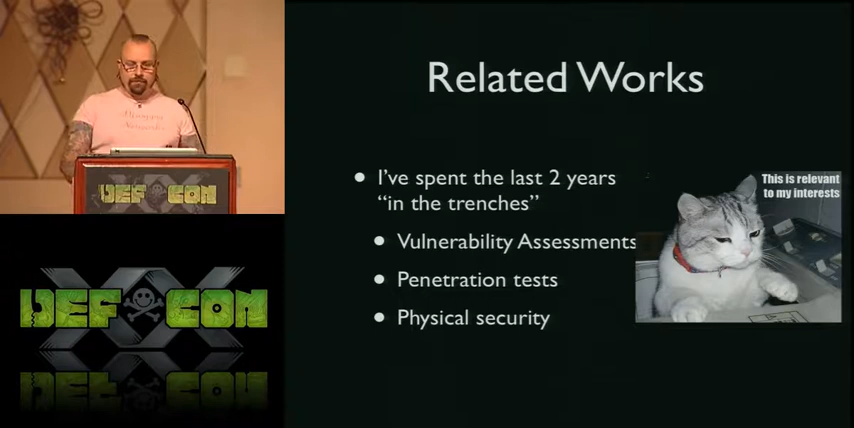 DEF CON
XX
DEF CON
Related Works
• I've spent the last 2 years
"in the trenches"
• Vulnerability Assessments
• Penetration tests
• Physical security
This is relevant
to my interests